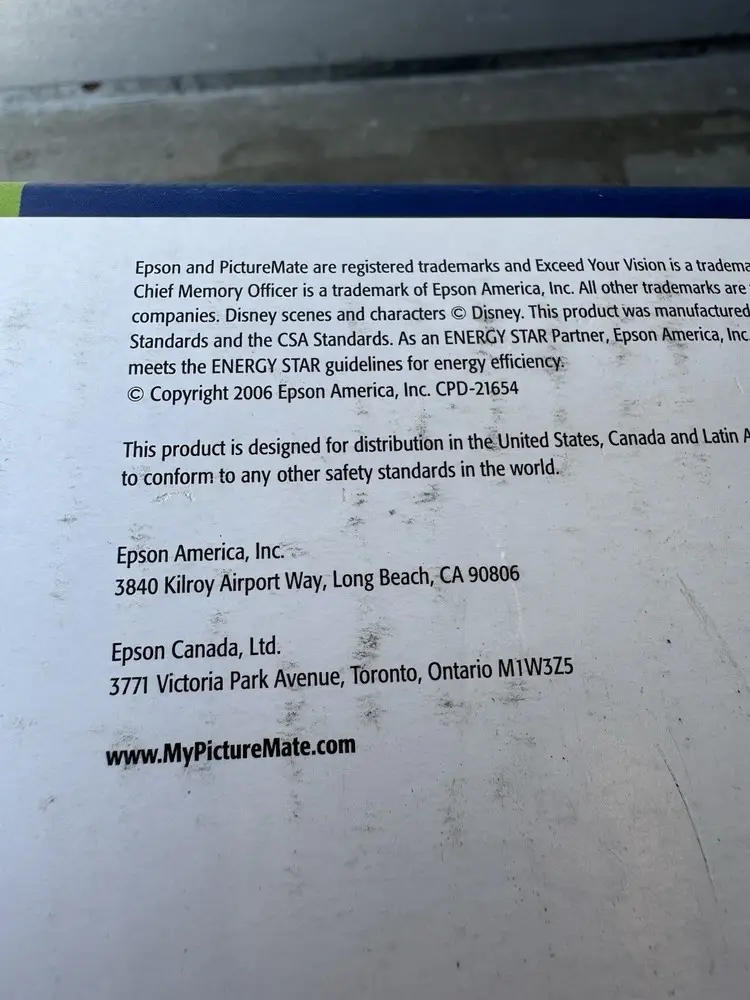 Epson and PictureMate are registered trademarks and Exceed Your Vision is a
Chief Memory Officer is a trademark of Epson America, Inc. All other trademarks are
companies. Disney scenes and characters © Disney. This product was manufactured
Standards and the CSA Standards. As an ENERGY STAR Partner, Epson America, Inc.
meets the ENERGY STAR guidelines for energy efficiency.
© Copyright 2006 Epson America, Inc. CPD-21654
This product is designed for distribution in the United States, Canada and Latin
to conform to any other safety standards in the world.
Epson America, Inc.
3840 Kilroy Airport Way, Long Beach, CA 90806
Epson Canada, Ltd.
3771 Victoria Park Avenue, Toronto, Ontario M1W3Z5
www.MyPictureMate.com